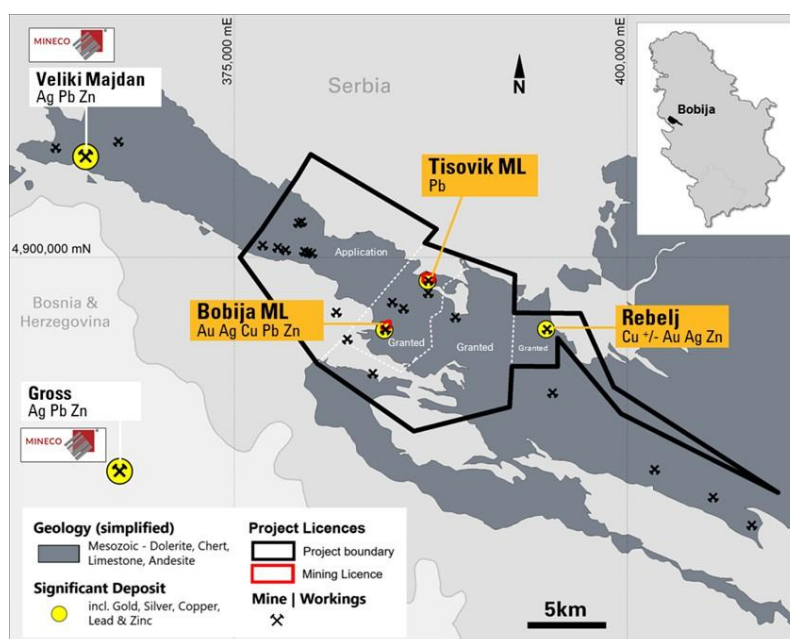 MINECO
Veliki Majdan
Ag Pb Zn
375,000 mE
Serbia
N
400,000 mE
Bobija
Tisovik ML
Pb
4,900,000 mN
Application
Bosnia &
Herzegovina
Bobija ML
Au Ag Cu Pb Zn
Granted
Granted
Granted
Rebelj
Cu +/- Au Ag Zn
Gross
Ag Pb Zn
MINECO
Geology (simplified)
Mesozoic - Dolerite, Chert,
Limestone, Andesite
Significant Deposit
incl. Gold, Silver, Copper,
Lead & Zinc
Project Licences
Project boundary
Mining Licence
Mine | Workings
5km